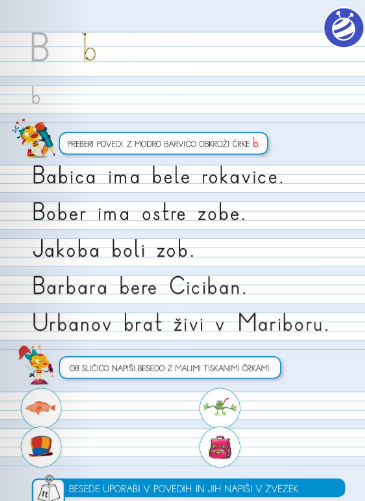 B b
b
PREBERI POVEDI. Z MODRO BARVICO OBKROŽI ČRKE b.
Babica ima bele rokavice.
Bober ima ostre zobe.
Jakoba boli zob.
Barbara bere Ciciban.
Urbanov brat živi v Mariboru.
OB SLIČICO NAPIŠI BESEDO Z MALIMI TISKANIMI ČRKAMI.
BESEDE UPORABI V POVEDIH IN JIH NAPIŠI V ZVEZEK.